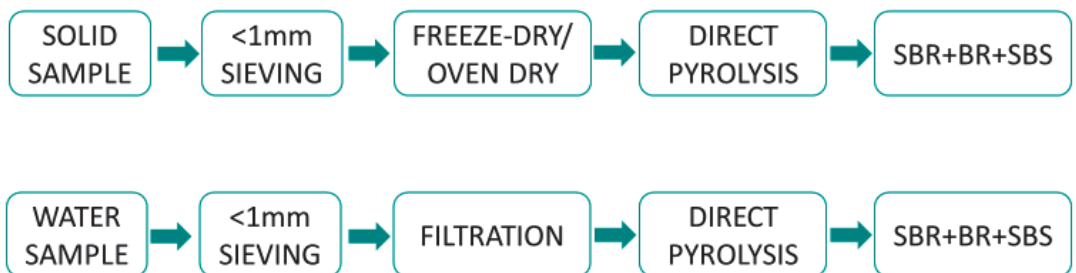 SOLID
SAMPLE
<1mm
SIEVING
FREEZE-DRY/
OVEN DRY
DIRECT
PYROLYSIS
SBR+BR+SBS
WATER
SAMPLE
<1mm
SIEVING
FILTRATION
DIRECT
PYROLYSIS
SBR+BR+SBS